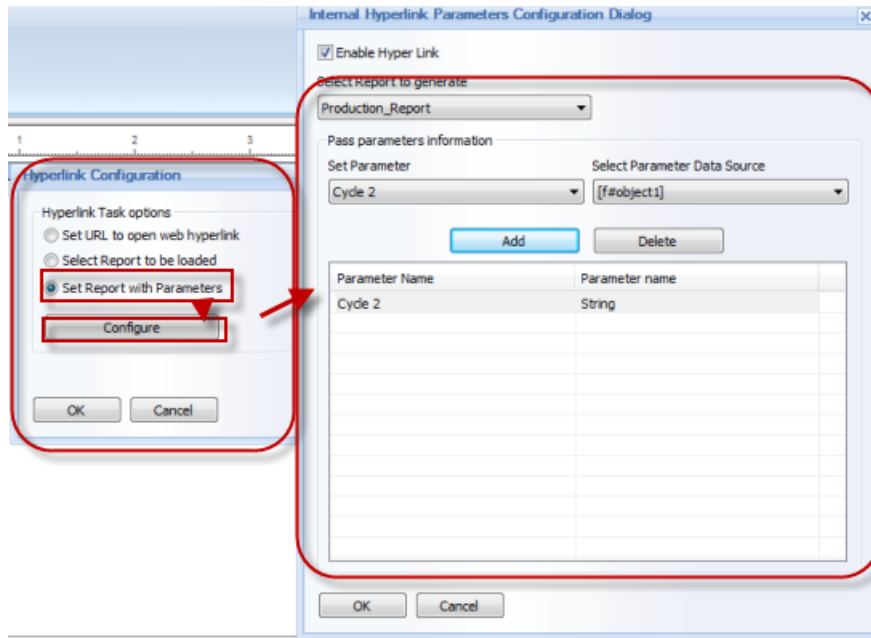 Internal Hyperlink Parameters Configuration Dialog
Enable Hyper Link
Select Report to generate
Production_Report
Pass parameters information
Set Parameter Select Parameter Data Source
Cycle 2 [f#object1]
Add Delete
Parameter Name Parameter name
Cycle 2 String
OK Cancel
1 2 3
Hyperlink Configuration
Hyperlink Task options
Set URL to open web hyperlink
Select Report to be loaded
Set Report with Parameters
Configure
OK Cancel